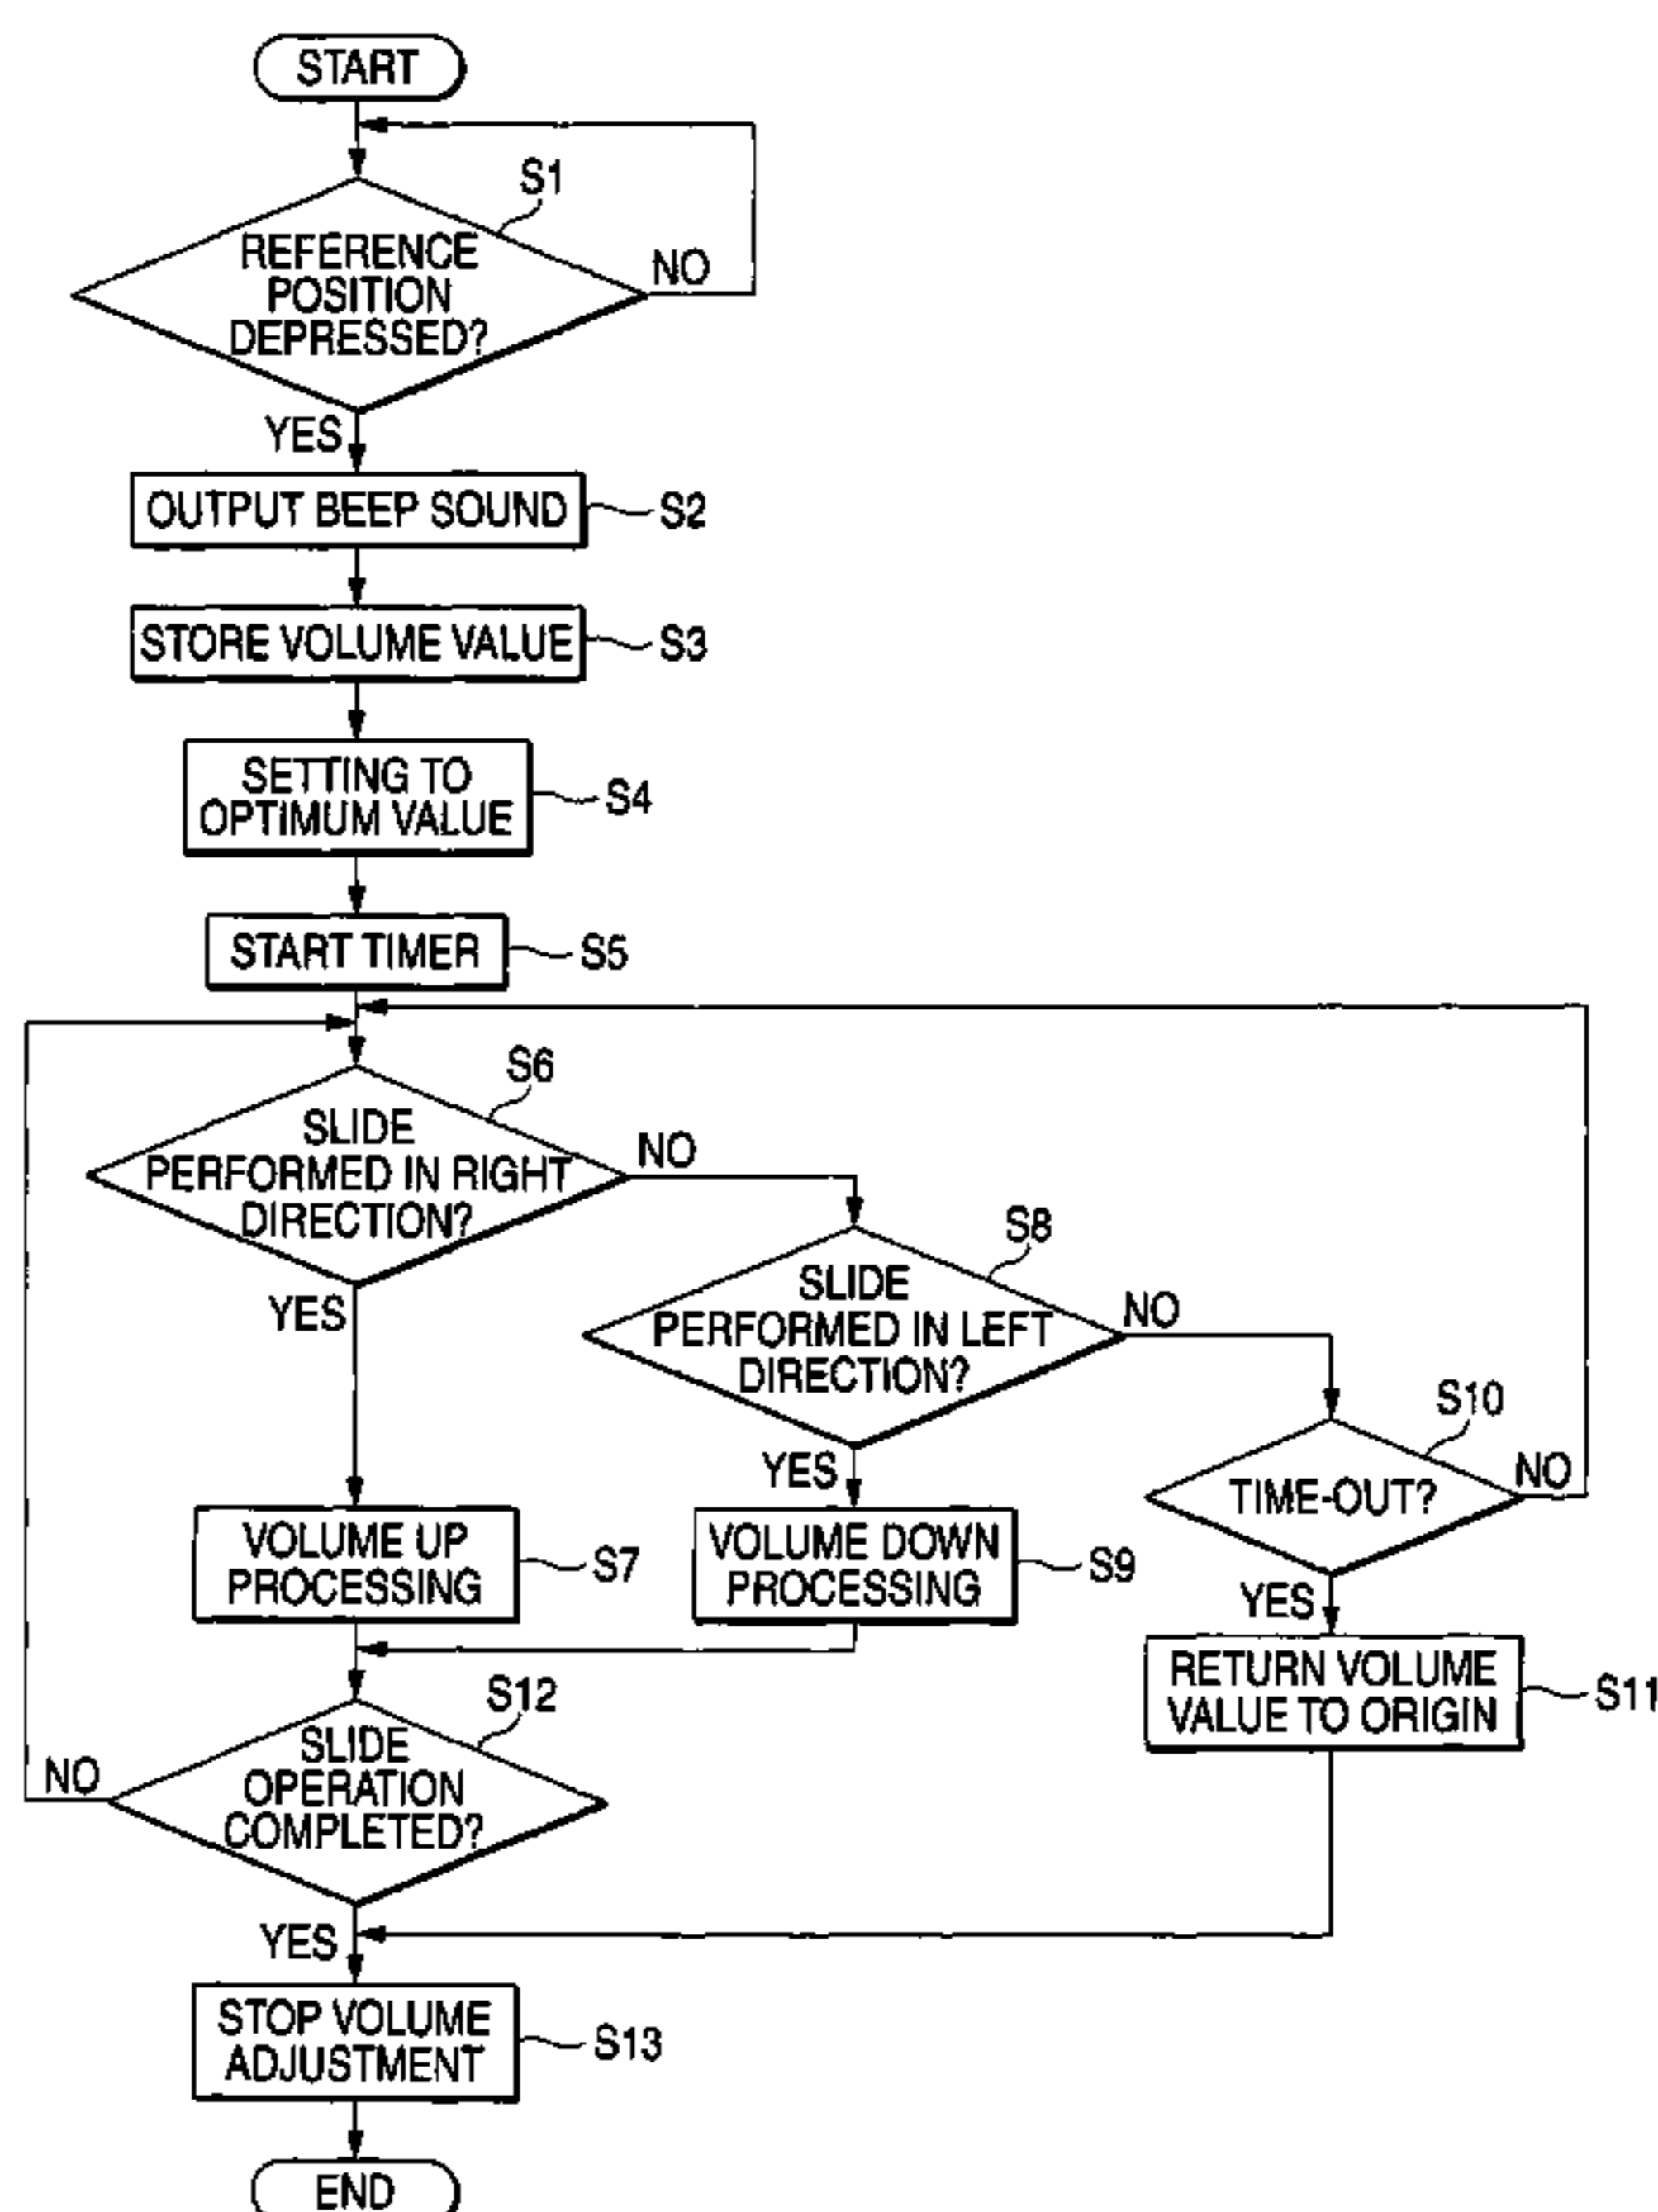 START
S1
REFERENCE
POSITION
DEPRESSED?
NO
YES
OUTPUT BEEP SOUND
S2
STORE VOLUME VALUE
S3
SETTING TO
OPTIMUM VALUE
S4
START TIMER
S5
S6
SLIDE
PERFORMED IN RIGHT
DIRECTION?
NO
YES
S8
SLIDE
PERFORMED IN LEFT
DIRECTION?
NO
YES
S10
TIME-OUT?
NO
YES
VOLUME UP
PROCESSING
S7
VOLUME DOWN
PROCESSING
S9
RETURN VOLUME
VALUE TO ORIGIN
S11
S12
SLIDE
OPERATION
COMPLETED?
NO
YES
STOP VOLUME
ADJUSTMENT
S13
END